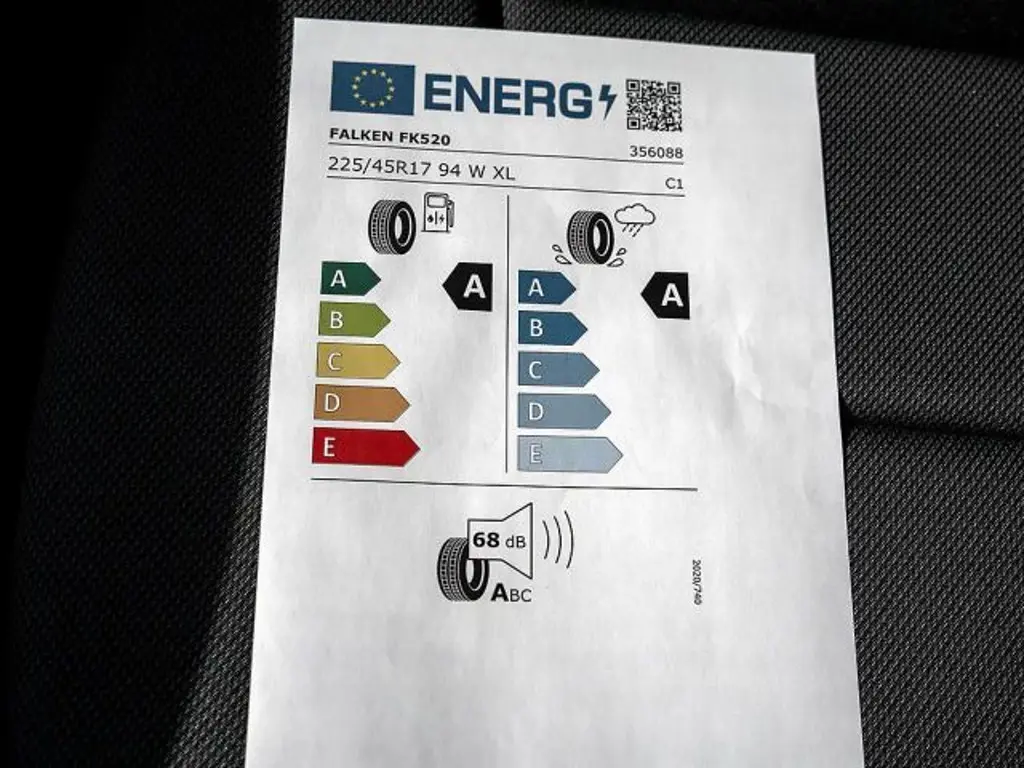 ENERG
FALKEN FK520
356088
225/45R17 94 W XL
C1
A
A
A
A
B
B
C
C
D
D
E
E
68 dB
ABC
2020/740